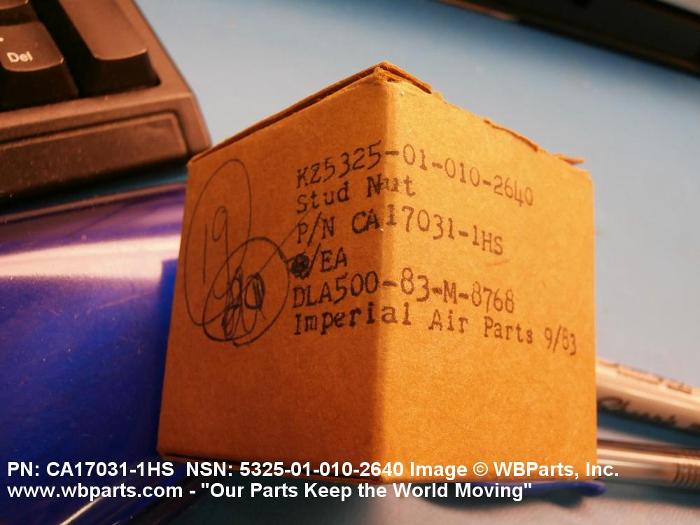 Del
KZ5325-01-010-2640
Stud Nut
P/N CA17031-1HS
/EA
DLA500-83-M-8768
Imperial Air Parts 9/83
19
PN: CA17031-1HS NSN: 5325-01-010-2640 Image © WBParts, Inc.
www.wbparts.com - "Our Parts Keep the World Moving"